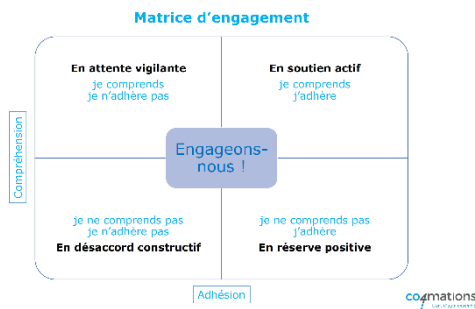 Matrice d'engagement
En attente vigilante
je comprends
je n'adhère pas
En soutien actif
je comprends
j'adhère
Compréhension
Engageons-
nous !
je ne comprends pas
je n'adhère pas
En désaccord constructif
je ne comprends pas
j'adhère
En réserve positive
Adhésion
co4mations